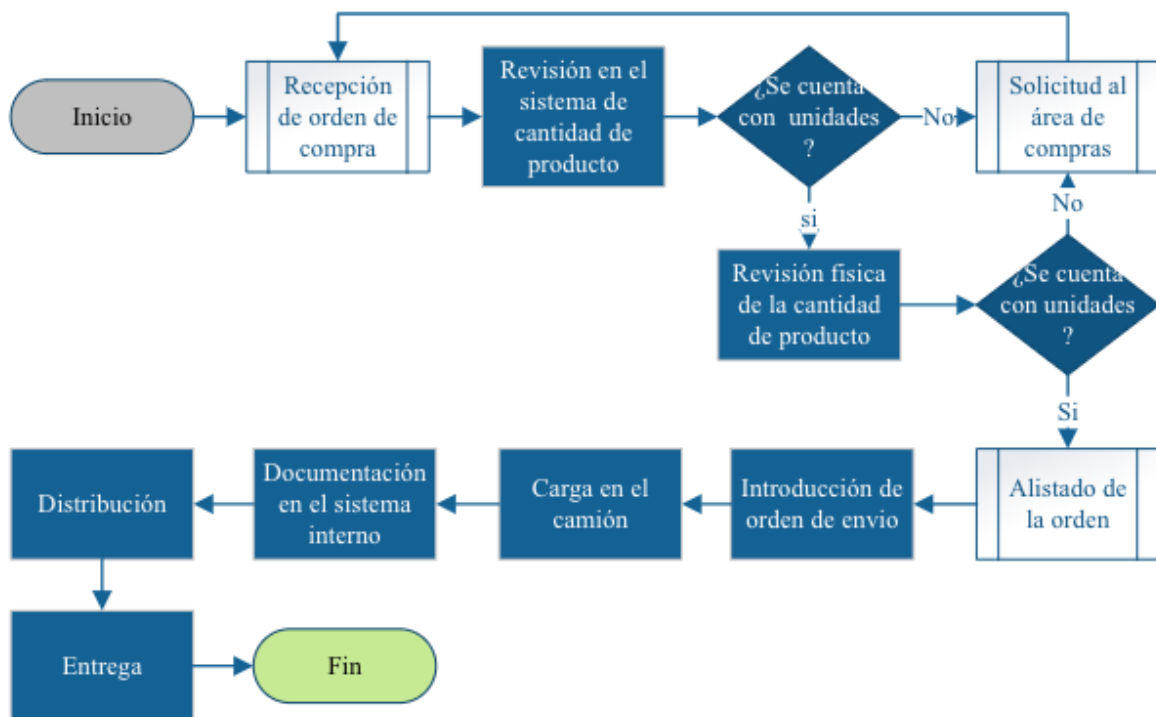 Inicio
Recepción
de orden de
compra
Revisión en el
sistema de
cantidad de
producto
¿Se cuenta
con unidades
?
No
Solicitud al
área de
compras
si
No
Revisión física
de la cantidad
de producto
¿Se cuenta
con unidades
?
Si
Distribución
Documentación
en el sistema
interno
Carga en el
camión
Introducción de
orden de envio
Alistado de
la orden
Entrega
Fin